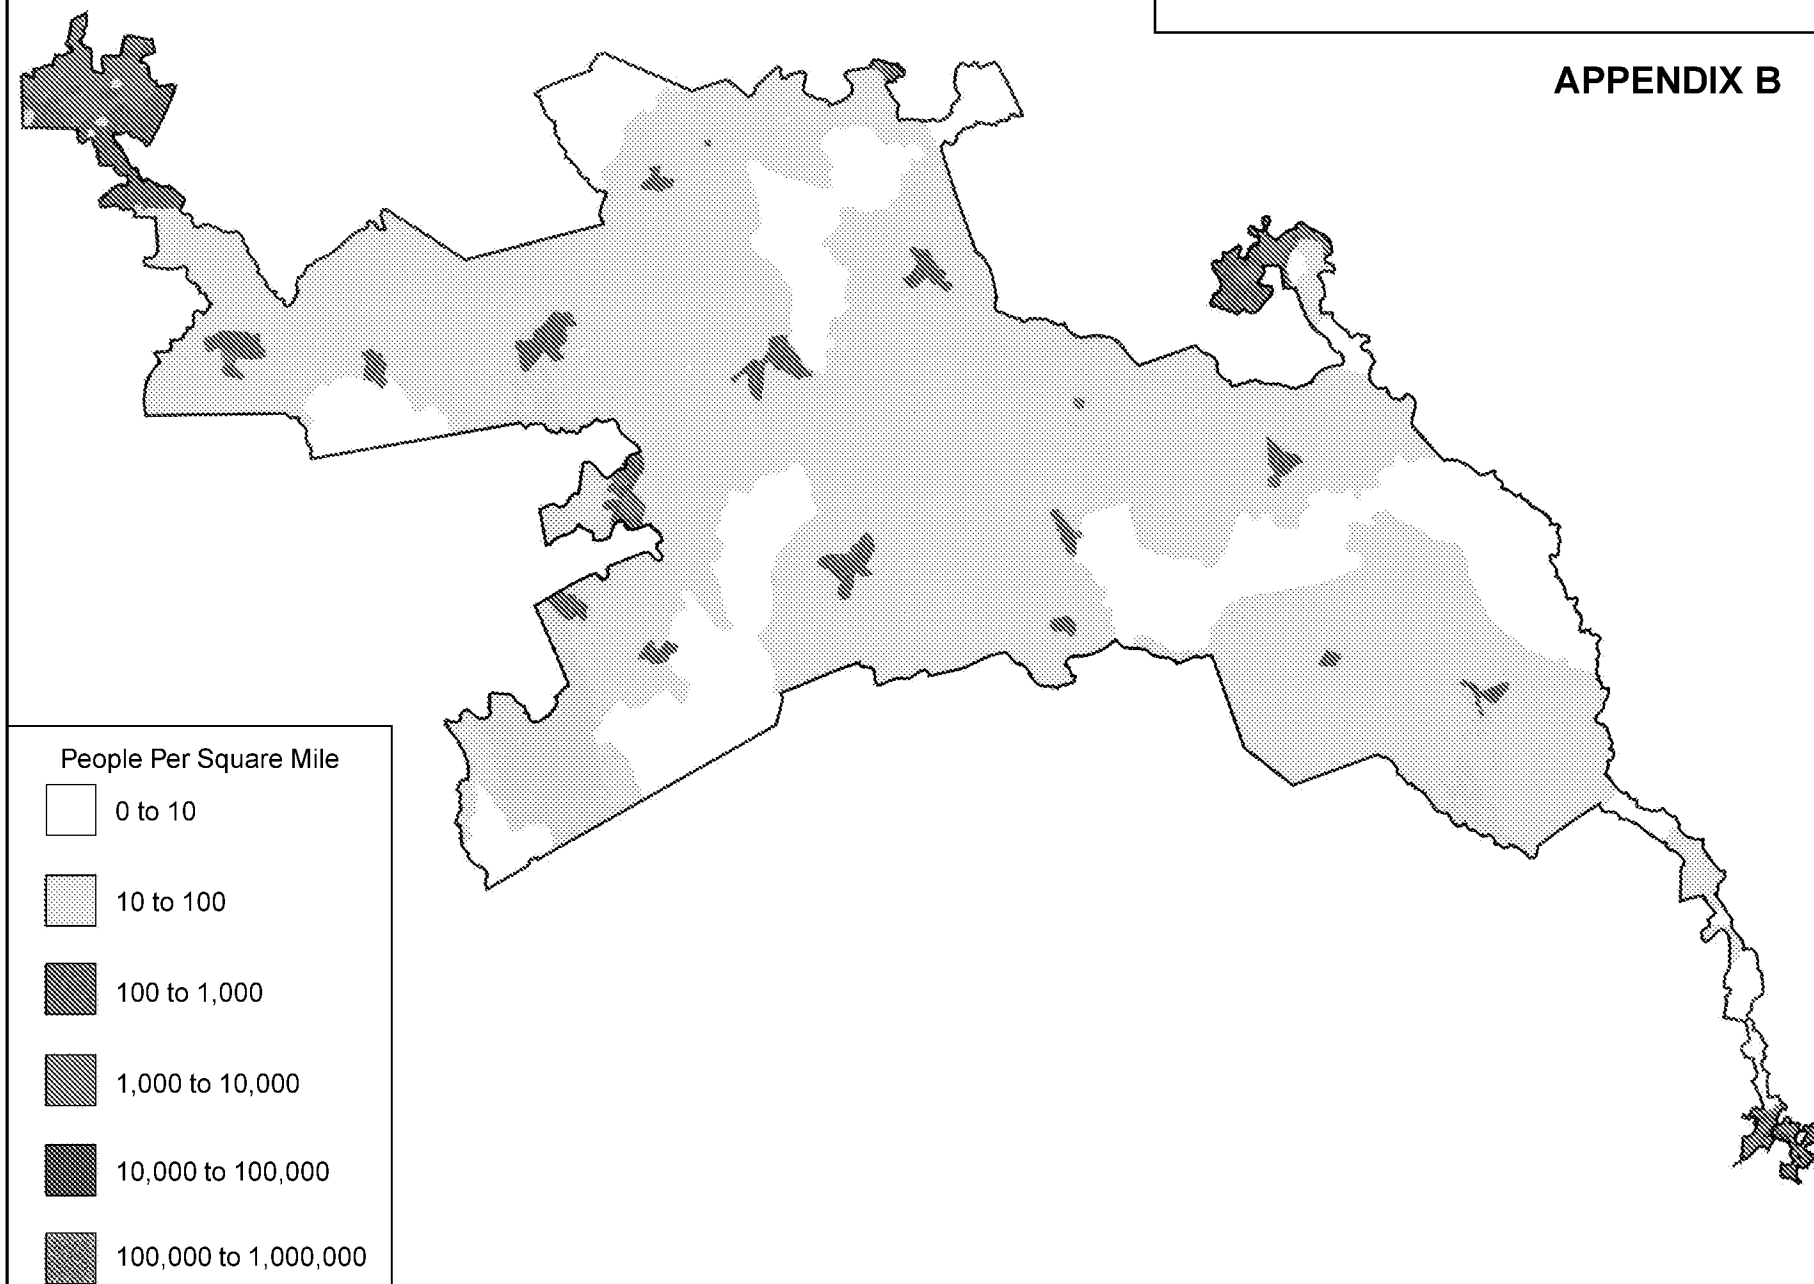 APPENDIX B
People Per Square Mile
0 to 10
10 to 100
100 to 1,000
1,000 to 10,000
10,000 to 100,000
100,000 to 1,000,000